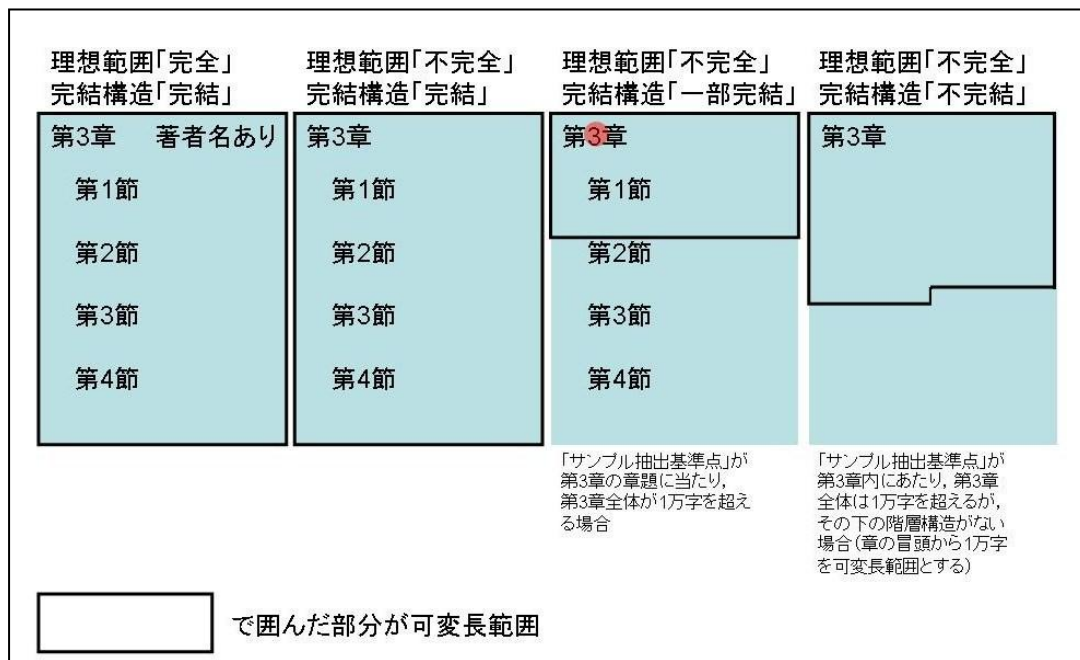 理想範囲「完全」
完結構造「完結」
第3章 著者名あり
第1節
第2節
第3節
第4節
理想範囲「不完全」
完結構造「完結」
第3章
第1節
第2節
第3節
第4節
理想範囲「不完全」
完結構造「一部完結」
第3章
第1節
第2節
第3節
第4節
「サンプル抽出基準点」が
第3章の章題に当たり,
第3章全体が1万字を超え
る場合
理想範囲「不完全」
完結構造「不完結」
第3章
「サンプル抽出基準点」が
第3章内にあたり, 第3章
全体は1万字を超えるが,
その下の階層構造がない
場合(章の冒頭から1万字
を可変長範囲とする)
で囲んだ部分が可変長範囲